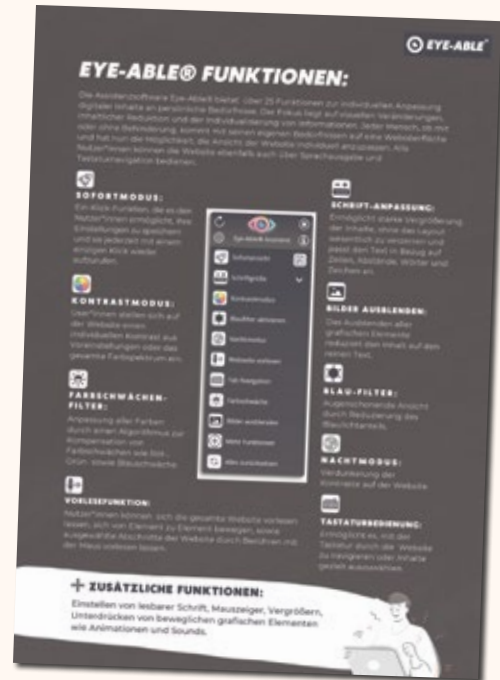 EYE-ABLE®
EYE-ABLE® FUNKTIONEN:
Die Assistenzsoftware Eye-Able® bietet über 25 Funktionen zur individuellen Anpassung
digitaler Inhalte an persönliche Bedürfnisse. Der Fokus liegt auf visuellen Veränderungen,
inhaltlicher Reduktion und der Individualisierung von Informationen. Jeder Mensch, ob mit
oder ohne Behinderung, kommt mit seinen eigenen Bedürfnissen auf eine Webseite
und hat nun die Möglichkeit, die Ansicht der Website individuell anzupassen. Alle
Nutzer*innen können die Website ebenfalls auch über Sprachausgabe und
Tastaturnavigation bedienen.
SOFORTMODUS:
Ein-Klick-Funktion, die es den
Nutzer*innen ermöglicht, ihre
Einstellungen zu speichern
und sie jederzeit mit einem
einzigen Klick wieder
aufzurufen.
KONTRASTMODUS:
User*innen stellen sich auf
der Website einen
individuellen Kontrast aus
Voreinstellungen oder das
gesamte Farbspektrum ein.
FARBSCHWÄCHEN-
FILTER:
Anpassung aller Farben
durch einen Algorithmus zur
Kompensation von
Farbschwächen wie Rot-,
Grün- sowie Blauschwäche.
VORLESEFUNKTION:
Nutzer*innen können sich die gesamte Website vorlesen
lassen, sich von Element zu Element bewegen, sowie
ausgewählte Abschnitte der Website durch Berühren mit
der Maus vorlesen lassen.
Schriftgröße
Kontrastmodus
Blaufilter aktivieren
Nachtmodus
Webseite vorlesen
Tab Navigation
Farbschwäche
Bilder ausblenden
Mehr Funktionen
Alles zurücksetzen
SCHRIFT-ANPASSUNG:
Ermöglicht starke Vergrößerung
der Inhalte, ohne das Layout
wesentlich zu verzerren und
passt den Text in Bezug auf
Zeilen, Abstände, Wörter und
Zeichen an.
BILDER AUSBLENDEN:
Das Ausblenden aller
grafischen Elemente
reduziert den Inhalt auf den
reinen Text.
BLAU-FILTER:
Augenschonende Ansicht
durch Reduzierung des
Blaulichtanteils.
NACHTMODUS:
Verdunkelung der
Kontraste auf der Website
TASTATURBEDIENUNG:
Ermöglicht es, mit der
Tastatur durch die Website
zu navigieren oder Inhalte
gezielt auszuwählen.
+ ZUSÄTZLICHE FUNKTIONEN:
Einstellen von lesbarer Schrift, Mauszeiger, Vergrößern,
Unterdrücken von beweglichen grafischen Elementen
wie Animationen und Sounds.